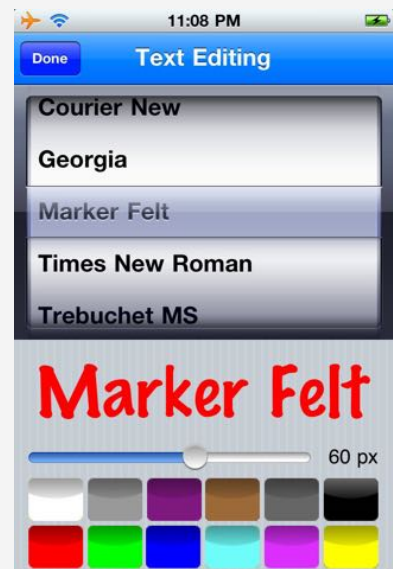 11:08 PM
Done Text Editing
Courier New
Georgia
Marker Felt
Times New Roman
Trebuchet MS
Marker Felt
60 px